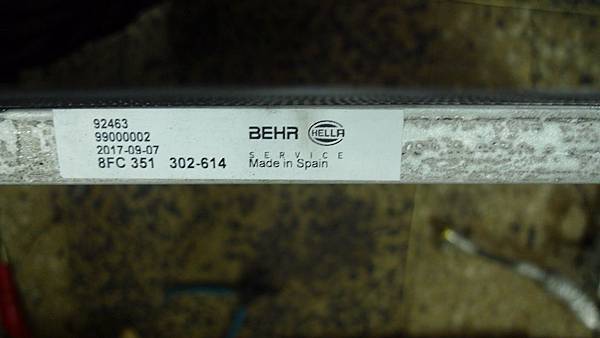 92463
99000002
2017-09-07
8FC 351 302-614
BEHR HELLA
SERVICE
Made in Spain